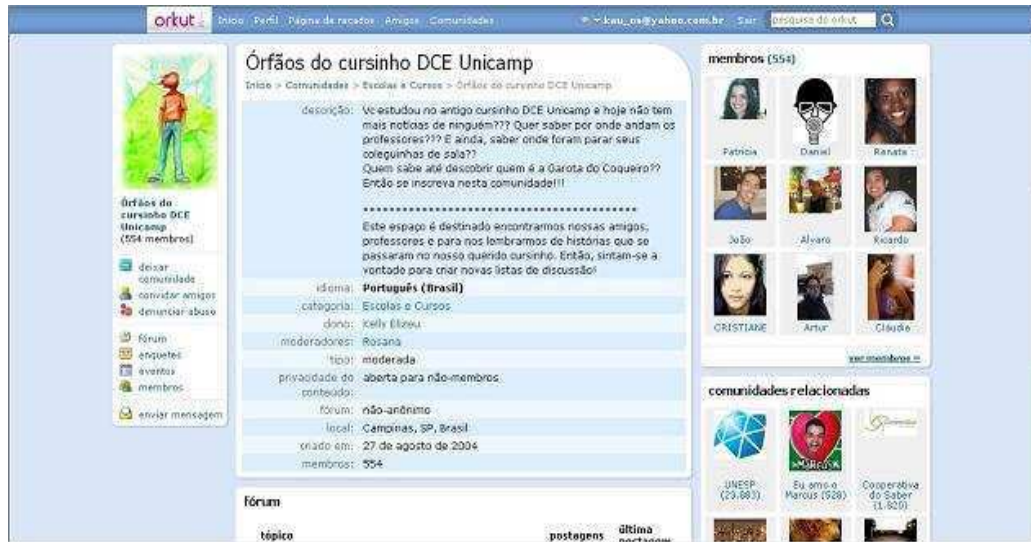 orkut
Início Perfil Página de recados Amigos Comunidades
kau_os@yahoo.com.br Sair pesquisa do orkut
Órfãos do cursinho DCE Unicamp
(554 membros)
deixar comunidade
convidar amigos
denunciar abuso
fórum
enquetes
eventos
membros
enviar mensagem
Órfãos do cursinho DCE Unicamp
Início > Comunidades > Escolas e Cursos > Órfãos do cursinho DCE Unicamp
descrição: Vc estudou no antigo cursinho DCE Unicamp e hoje não tem
mais notícias de ninguém??? Quer saber por onde andam os
professores??? E ainda, saber onde foram parar seus
coleguinhas de sala??
Quem sabe até descobrir quem é a Garota do Coqueiro??
Então se inscreva nesta comunidade!!!
Este espaço é destinado encontrarmos nossas amigos,
professores e para nos lembrarmos de histórias que se
passaram no nosso querido cursinho. Então, sintam-se a
vontade para criar novas listas de discussão!
idioma: Português (Brasil)
categoria: Escolas e Cursos
dono: Kelly Elizeu
moderadores: Rosana
tipo: moderada
privacidade do conteúdo: aberta para não-membros
fórum: não-anônimo
local: Campinas, SP, Brasil
criado em: 27 de agosto de 2004
membros: 554
fórum
tópico postagens última postagem
membros (554)
Patricia Daniel Renata
João Alvaro Ricardo
CRISTIANE Artur Cláudia
ver membros »
comunidades relacionadas
UNESP (23.883)
Eu amo o Marcus (528)
Cooperativa do Saber (1.820)